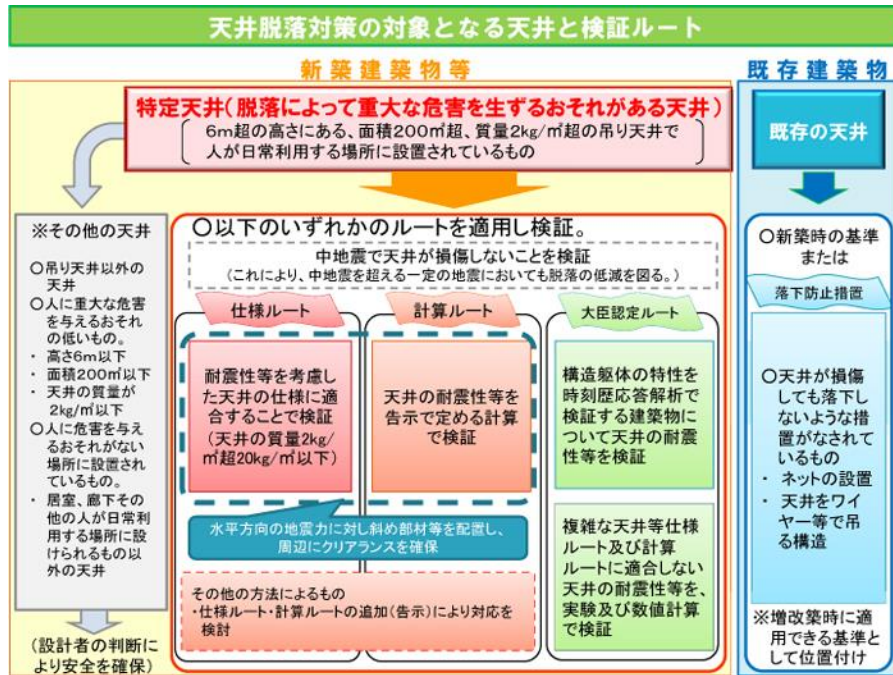 天井脱落対策の対象となる天井と検証ルート
新築建築物等
特定天井(脱落によって重大な危害を生ずるおそれがある天井)
6m超の高さにある、面積200㎡超、質量2kg/㎡超の吊り天井で
人が日常利用する場所に設置されているもの
※その他の天井
○吊り天井以外の
天井
○人に重大な危害
を与えるおそれ
の低いもの。
・ 高さ6m以下
・ 面積200㎡以下
・ 天井の質量が
2kg/㎡以下
○人に危害を与え
るおそれがない
場所に設置され
ているもの。
・ 居室、廊下その
他の人が日常利
用する場所に設
けられるもの以
外の天井
(設計者の判断に
より安全を確保)
○以下のいずれかのルートを適用し検証。
中地震で天井が損傷しないことを検証
(これにより、中地震を超える一定の地震においても脱落の低減を図る。)
仕様ルート
耐震性等を考慮し
た天井の仕様に適
合することで検証
(天井の質量2kg/
㎡超20kg/㎡以下)
計算ルート
天井の耐震性等を
告示で定める計算
で検証
水平方向の地震力に対し斜め部材等を配置し、
周辺にクリアランスを確保
その他の方法によるもの
・仕様ルート・計算ルートの追加(告示)により対応を
検討
大臣認定ルート
構造躯体の特性を
時刻歴応答解析で
検証する建築物に
ついて天井の耐震
性等を検証
複雑な天井等仕様
ルート及び計算
ルートに適合しない
天井の耐震性等を、
実験及び数値計算
で検証
既存建築物
既存の天井
○新築時の基準
または
落下防止措置
○天井が損傷
しても落下し
ないような措
置がなされて
いるもの
・ ネットの設置
・ 天井をワイ
ヤー等で吊
る構造
※増改築時に適
用できる基準と
して位置付け